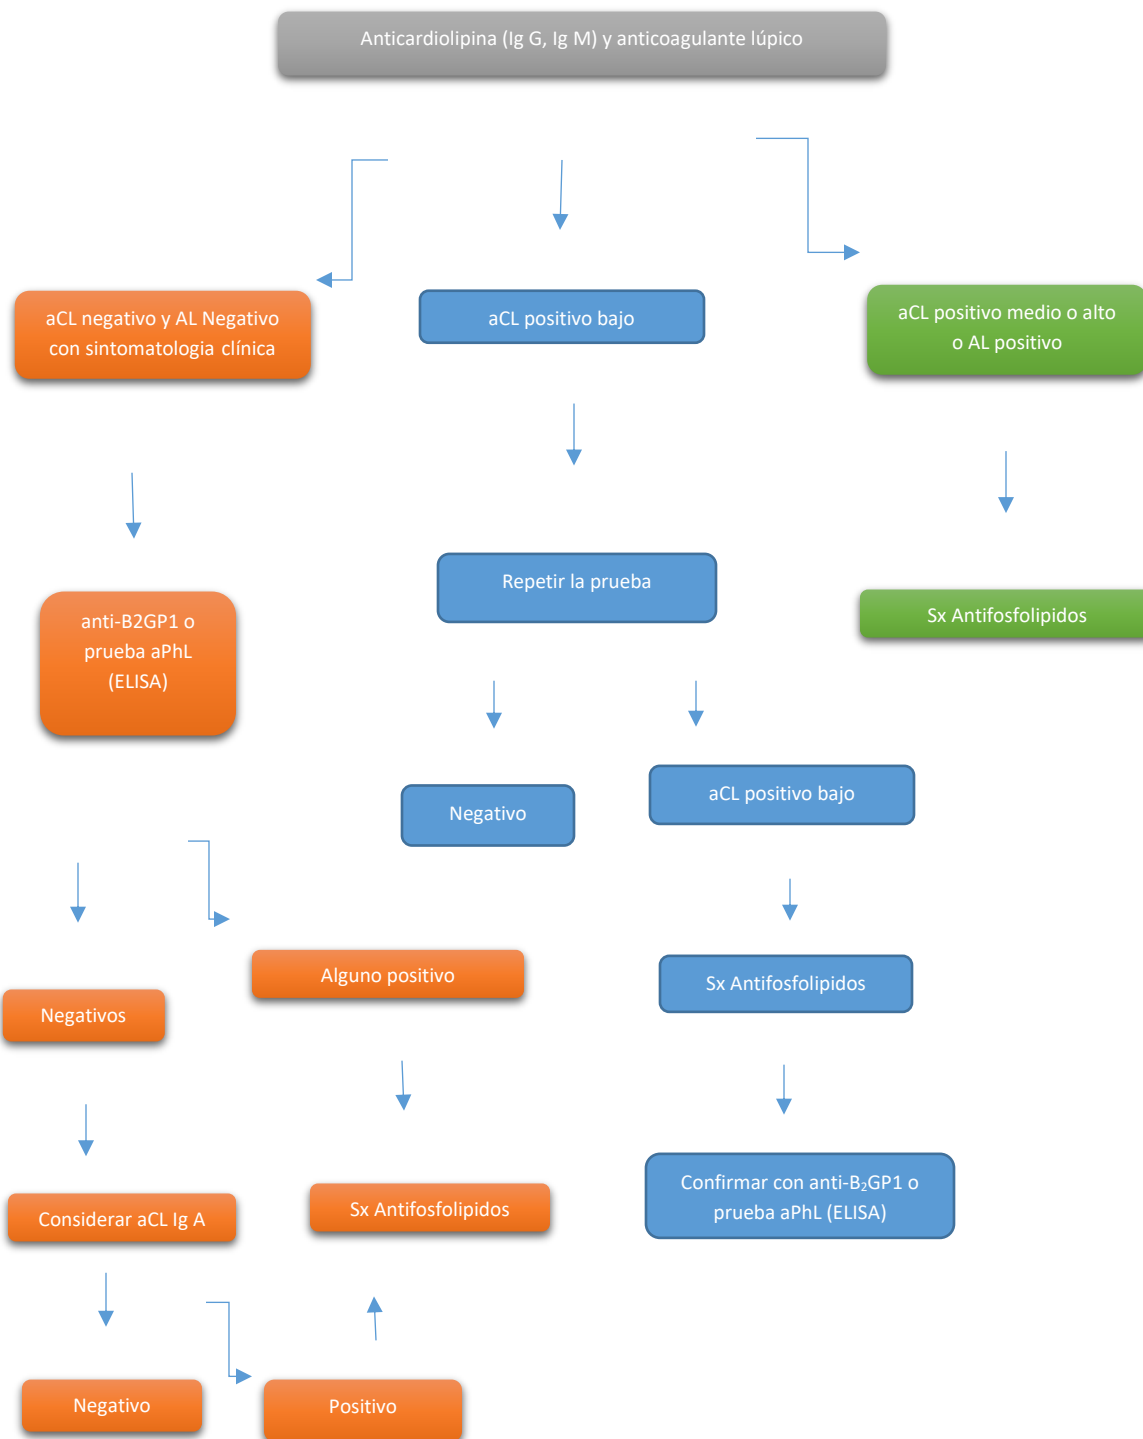 Anticardiolipina (Ig G, Ig M) y anticoagulante lúpico
aCL negativo y AL Negativo
con sintomatologia clínica
aCL positivo bajo
aCL positivo medio o alto
o AL positivo
Repetir la prueba
anti-B2GP1 o
prueba aPhL
(ELISA)
Sx Antifosfolipidos
Negativo
aCL positivo bajo
Alguno positivo
Sx Antifosfolipidos
Negativos
Considerar aCL Ig A
Sx Antifosfolipidos
Confirmar con anti-B₂GP1 o
prueba aPhL (ELISA)
Negativo
Positivo